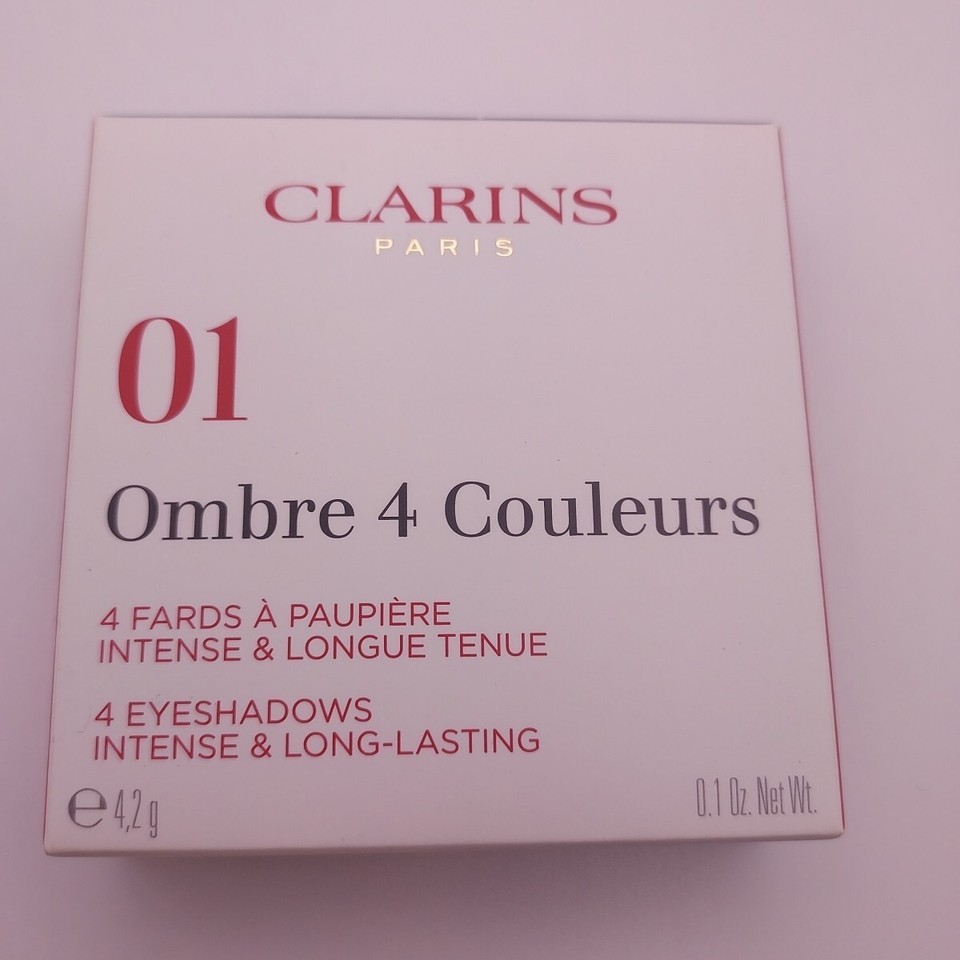 CLARINS
PARIS
01
Ombre 4 Couleurs
4 FARDS À PAUPIÈRE
INTENSE & LONGUE TENUE
4 EYESHADOWS
INTENSE & LONG-LASTING
℮ 4,2 g
0.1 Oz. Net Wt.